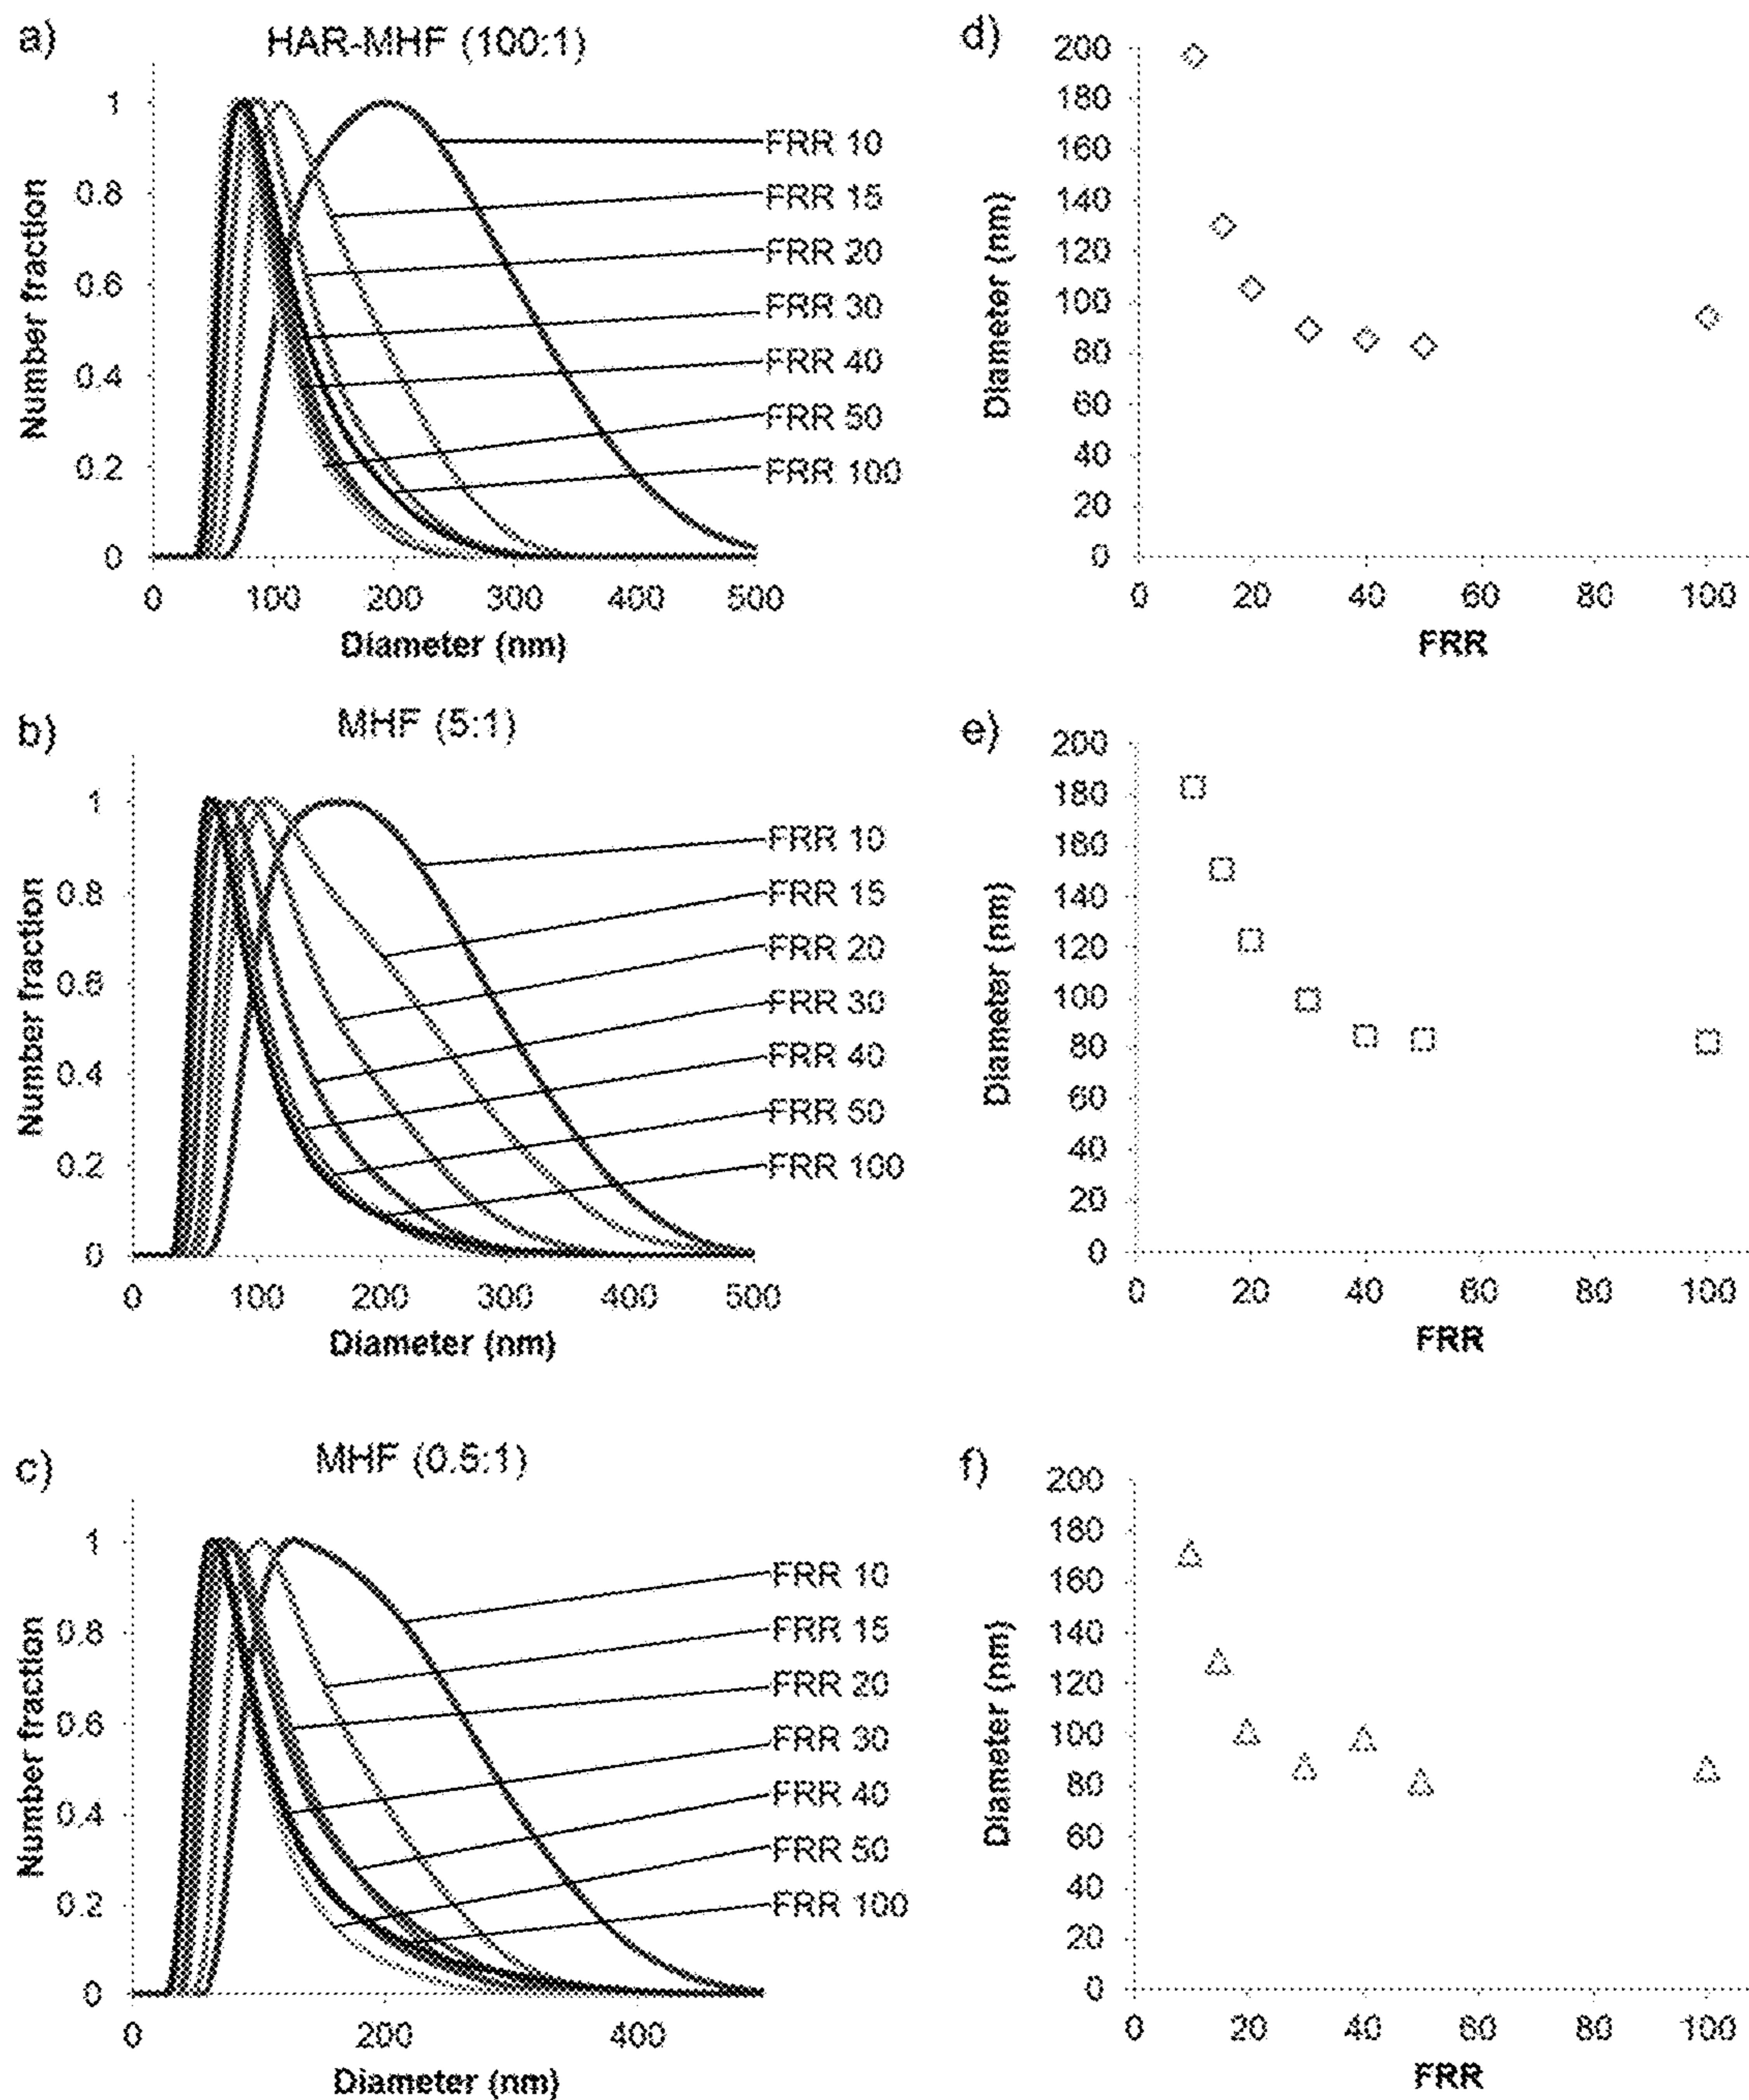 a)
HAR-MHF (100:1)
Number fraction
1
0.8
0.6
0.4
0.2
0
0 100 200 300 400 500
Diameter (nm)
FRR 10
FRR 15
FRR 20
FRR 30
FRR 40
FRR 50
FRR 100
d)
Diameter (nm)
200
180
160
140
120
100
80
60
40
20
0
0 20 40 60 80 100
FRR
b)
MHF (5:1)
Number fraction
1
0.8
0.6
0.4
0.2
0
0 100 200 300 400 500
Diameter (nm)
FRR 10
FRR 15
FRR 20
FRR 30
FRR 40
FRR 50
FRR 100
e)
Diameter (nm)
200
180
160
140
120
100
80
60
40
20
0
0 20 40 60 80 100
FRR
c)
MHF (0.5:1)
Number fraction
1
0.8
0.6
0.4
0.2
0
0 200 400
Diameter (nm)
FRR 10
FRR 15
FRR 20
FRR 30
FRR 40
FRR 50
FRR 100
f)
Diameter (nm)
200
180
160
140
120
100
80
60
40
20
0
0 20 40 60 80 100
FRR